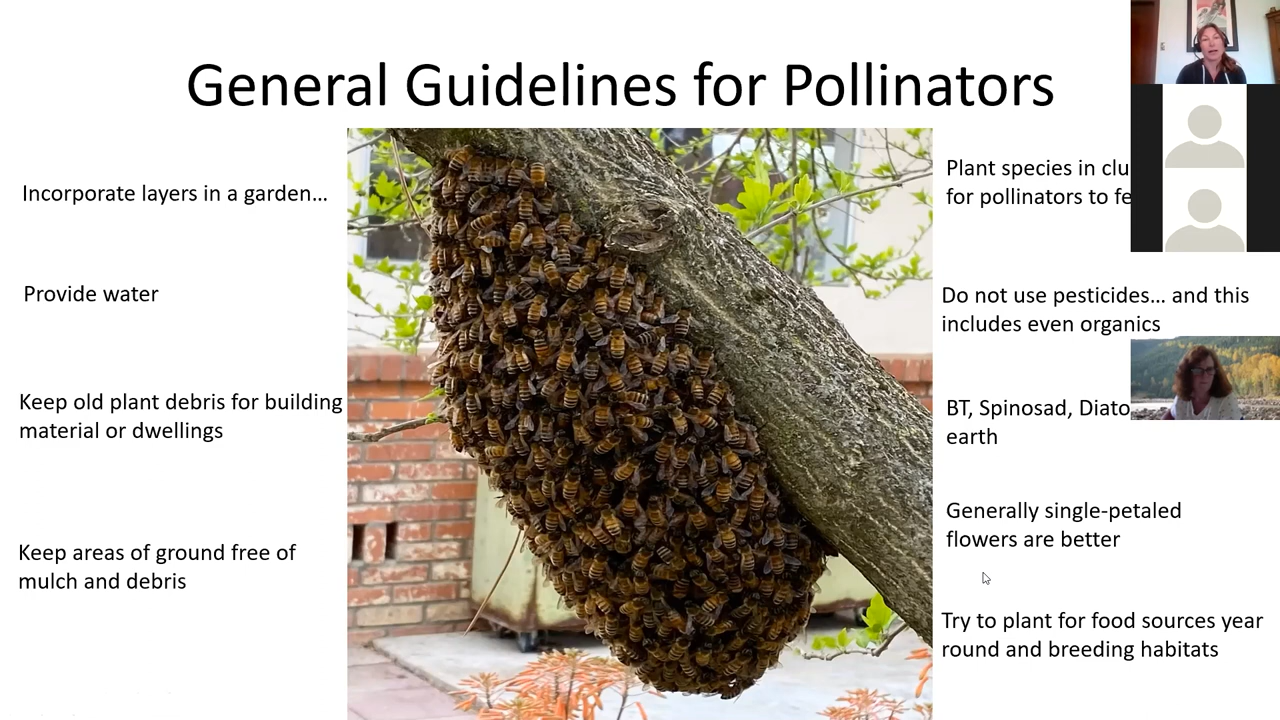 General Guidelines for Pollinators
Incorporate layers in a garden…
Provide water
Keep old plant debris for building
material or dwellings
Keep areas of ground free of
mulch and debris
Plant species in
for pollinators to
Do not use pesticides… and this
includes even organics
BT, Spinosad,
earth
Generally single-petaled
flowers are better
Try to plant for food sources year
round and breeding habitats